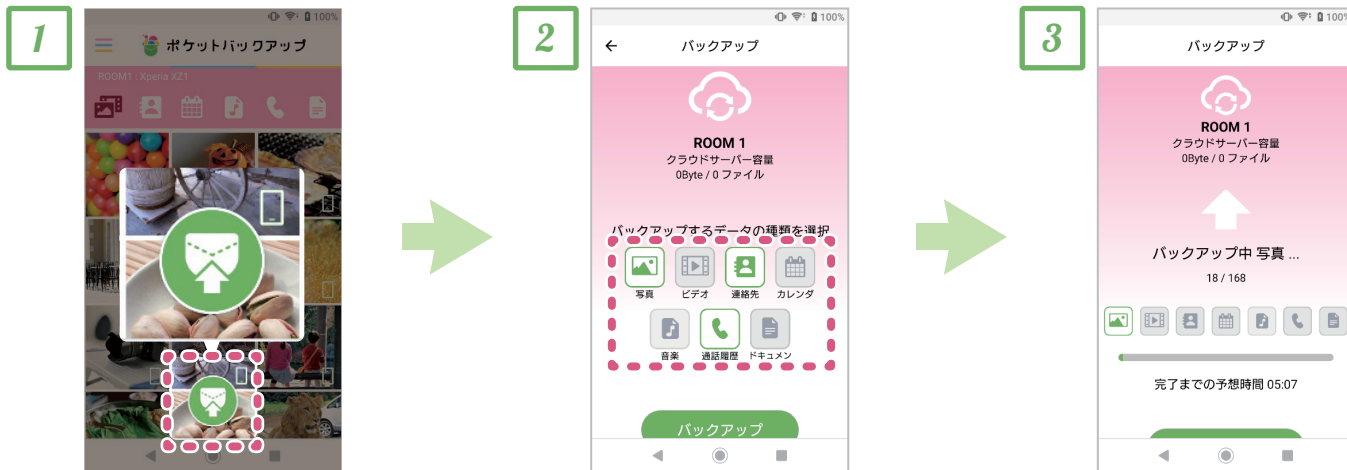 1
100%
ポケットバックアップ
ROOM1 : Xperia XZ1
2
100%
バックアップ
ROOM 1
クラウドサーバー容量
0Byte / 0 ファイル
バックアップするデータの種類を選択
写真
ビデオ
連絡先
カレンダ
音楽
通話履歴
ドキュメン
バックアップ
3
100%
バックアップ
ROOM 1
クラウドサーバー容量
0Byte / 0 ファイル
バックアップ中 写真 ...
18 / 168
完了までの予想時間 05:07